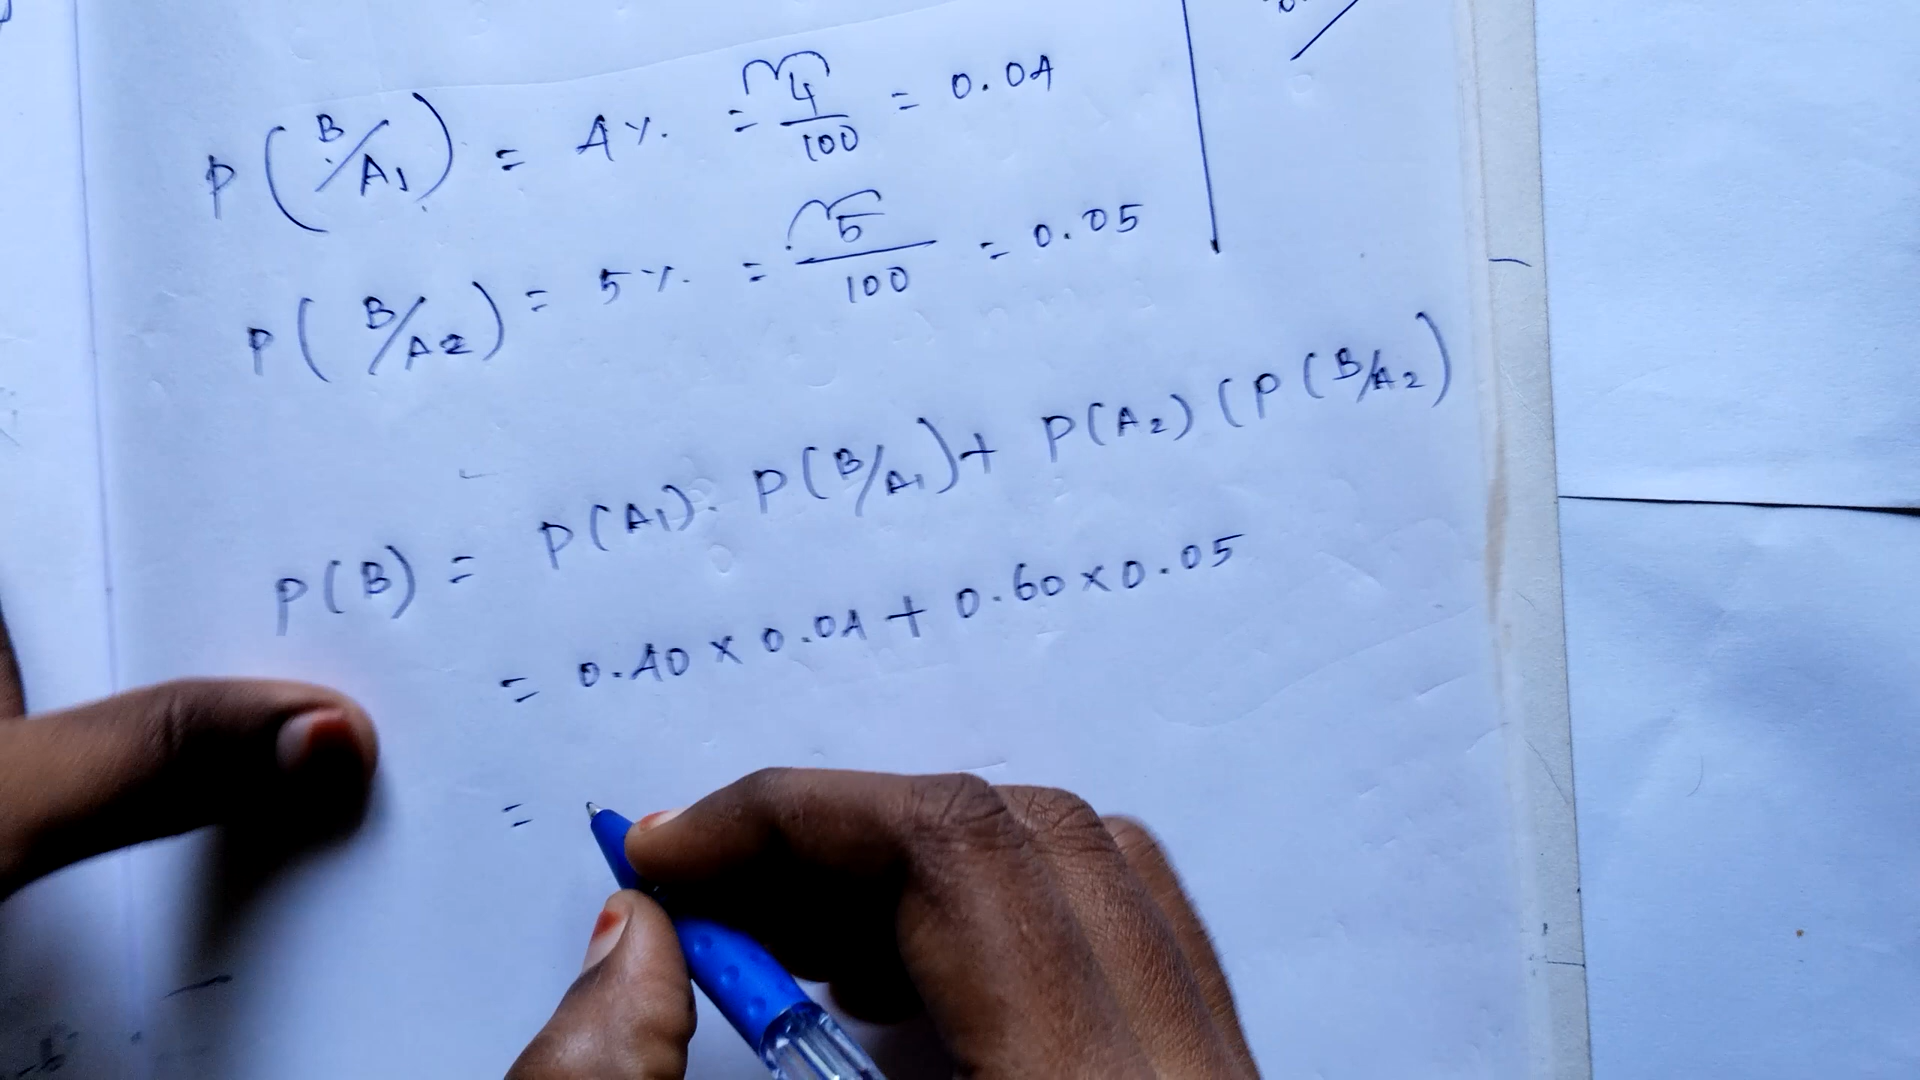 P(B/A1) = 4% = 4/100 = 0.04
P(B/A2) = 5% = 5/100 = 0.05
P(B) = P(A1). P(B/A1) + P(A2) (P(B/A2)
= 0.40 x 0.04 + 0.60 x 0.05
=